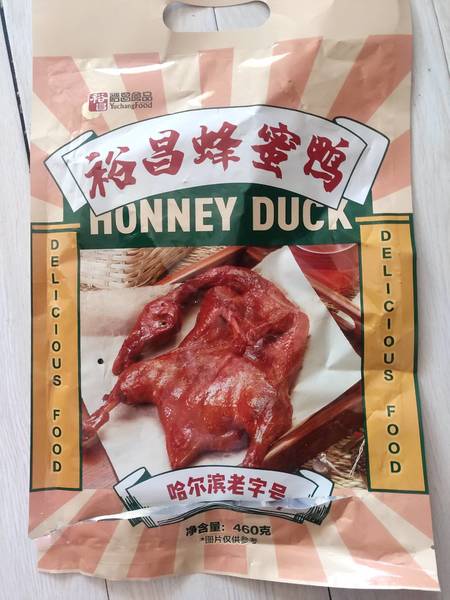 裕昌食品
YuchangFood
裕昌蜂蜜鸭
HONNEY DUCK
DELICIOUS FOOD
DELICIOUS FOOD
哈尔滨老字号
净含量：460克
*图片仅供参考